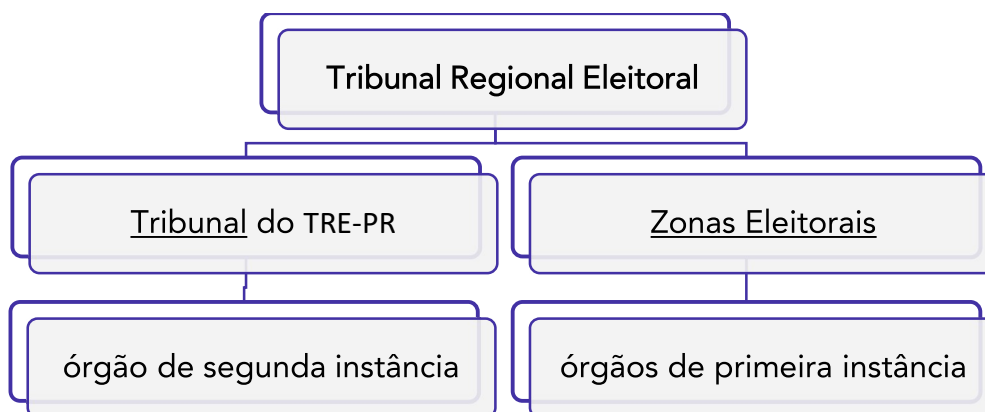 Tribunal Regional Eleitoral
Tribunal do TRE-PR
Zonas Eleitorais
órgão de segunda instância
órgãos de primeira instância